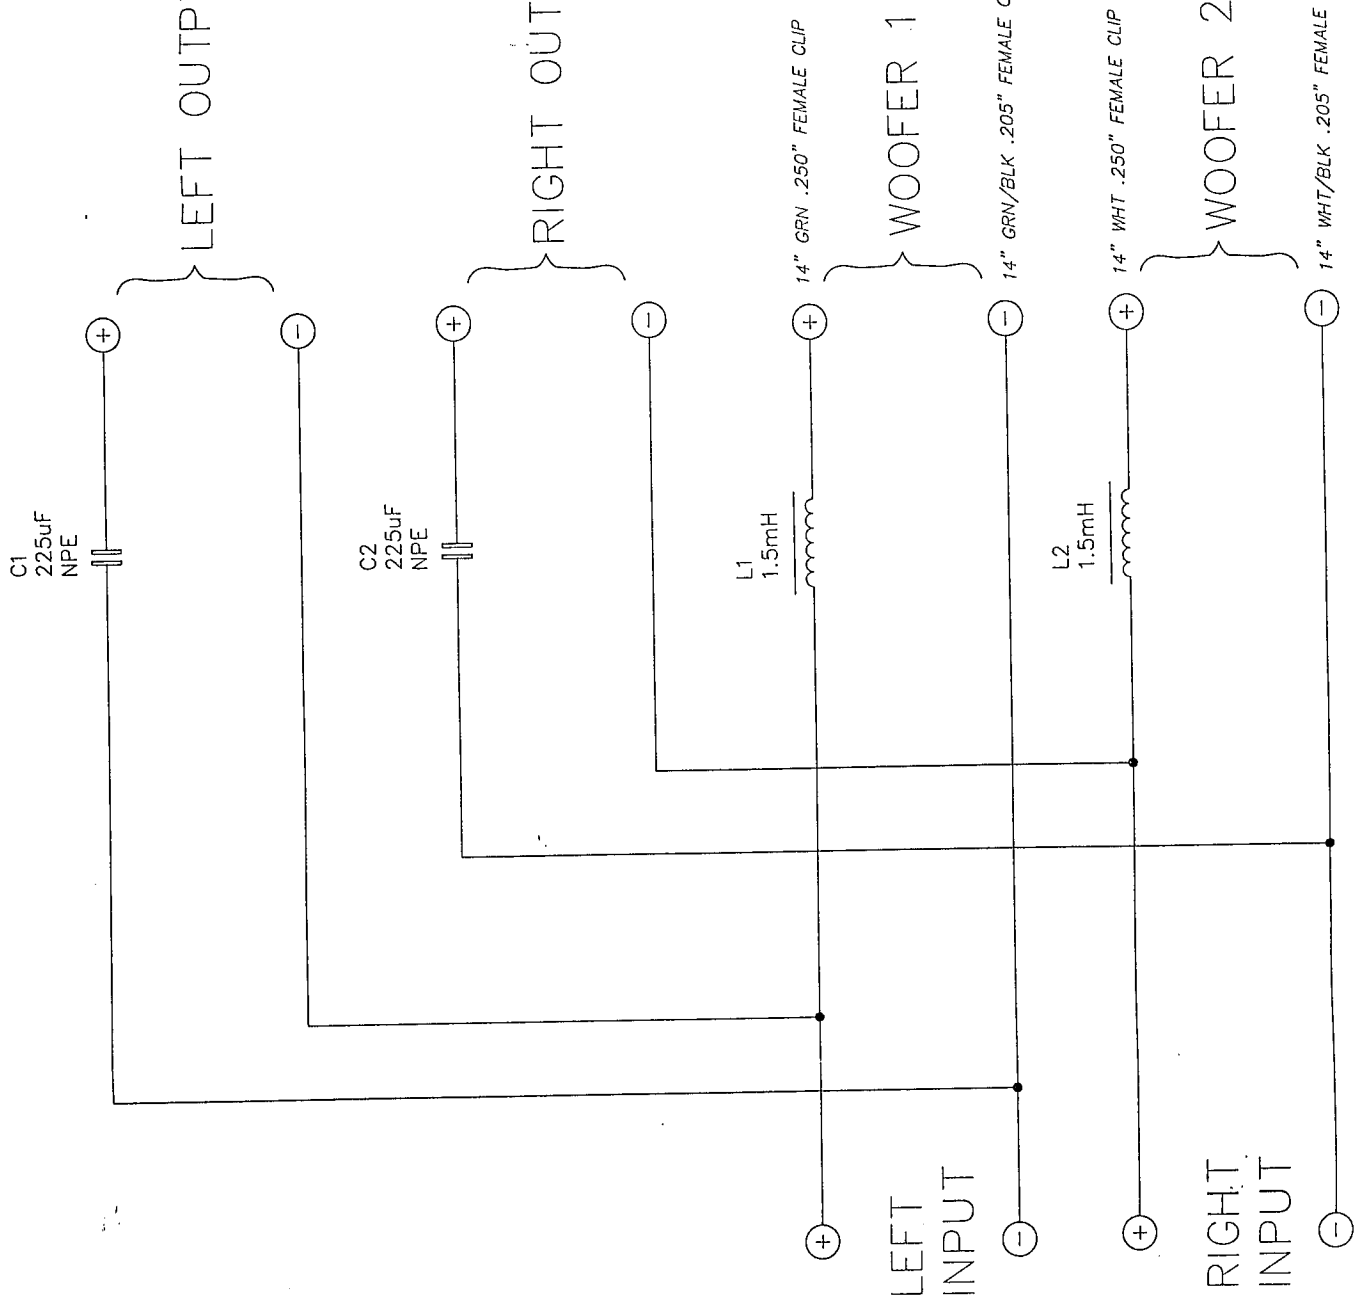 C1
225uF
NPE
LEFT OUTP
+
−
C2
225uF
NPE
RIGHT OUT
+
−
L1
1.5mH
14" GRN .250" FEMALE CLIP
+
WOOFER 1
14" GRN/BLK .205" FEMALE C
−
L2
1.5mH
14" WHT .250" FEMALE CLIP
+
WOOFER 2
14" WHT/BLK .205" FEMALE
−
+
LEFT
INPUT
−
+
RIGHT
INPUT
−